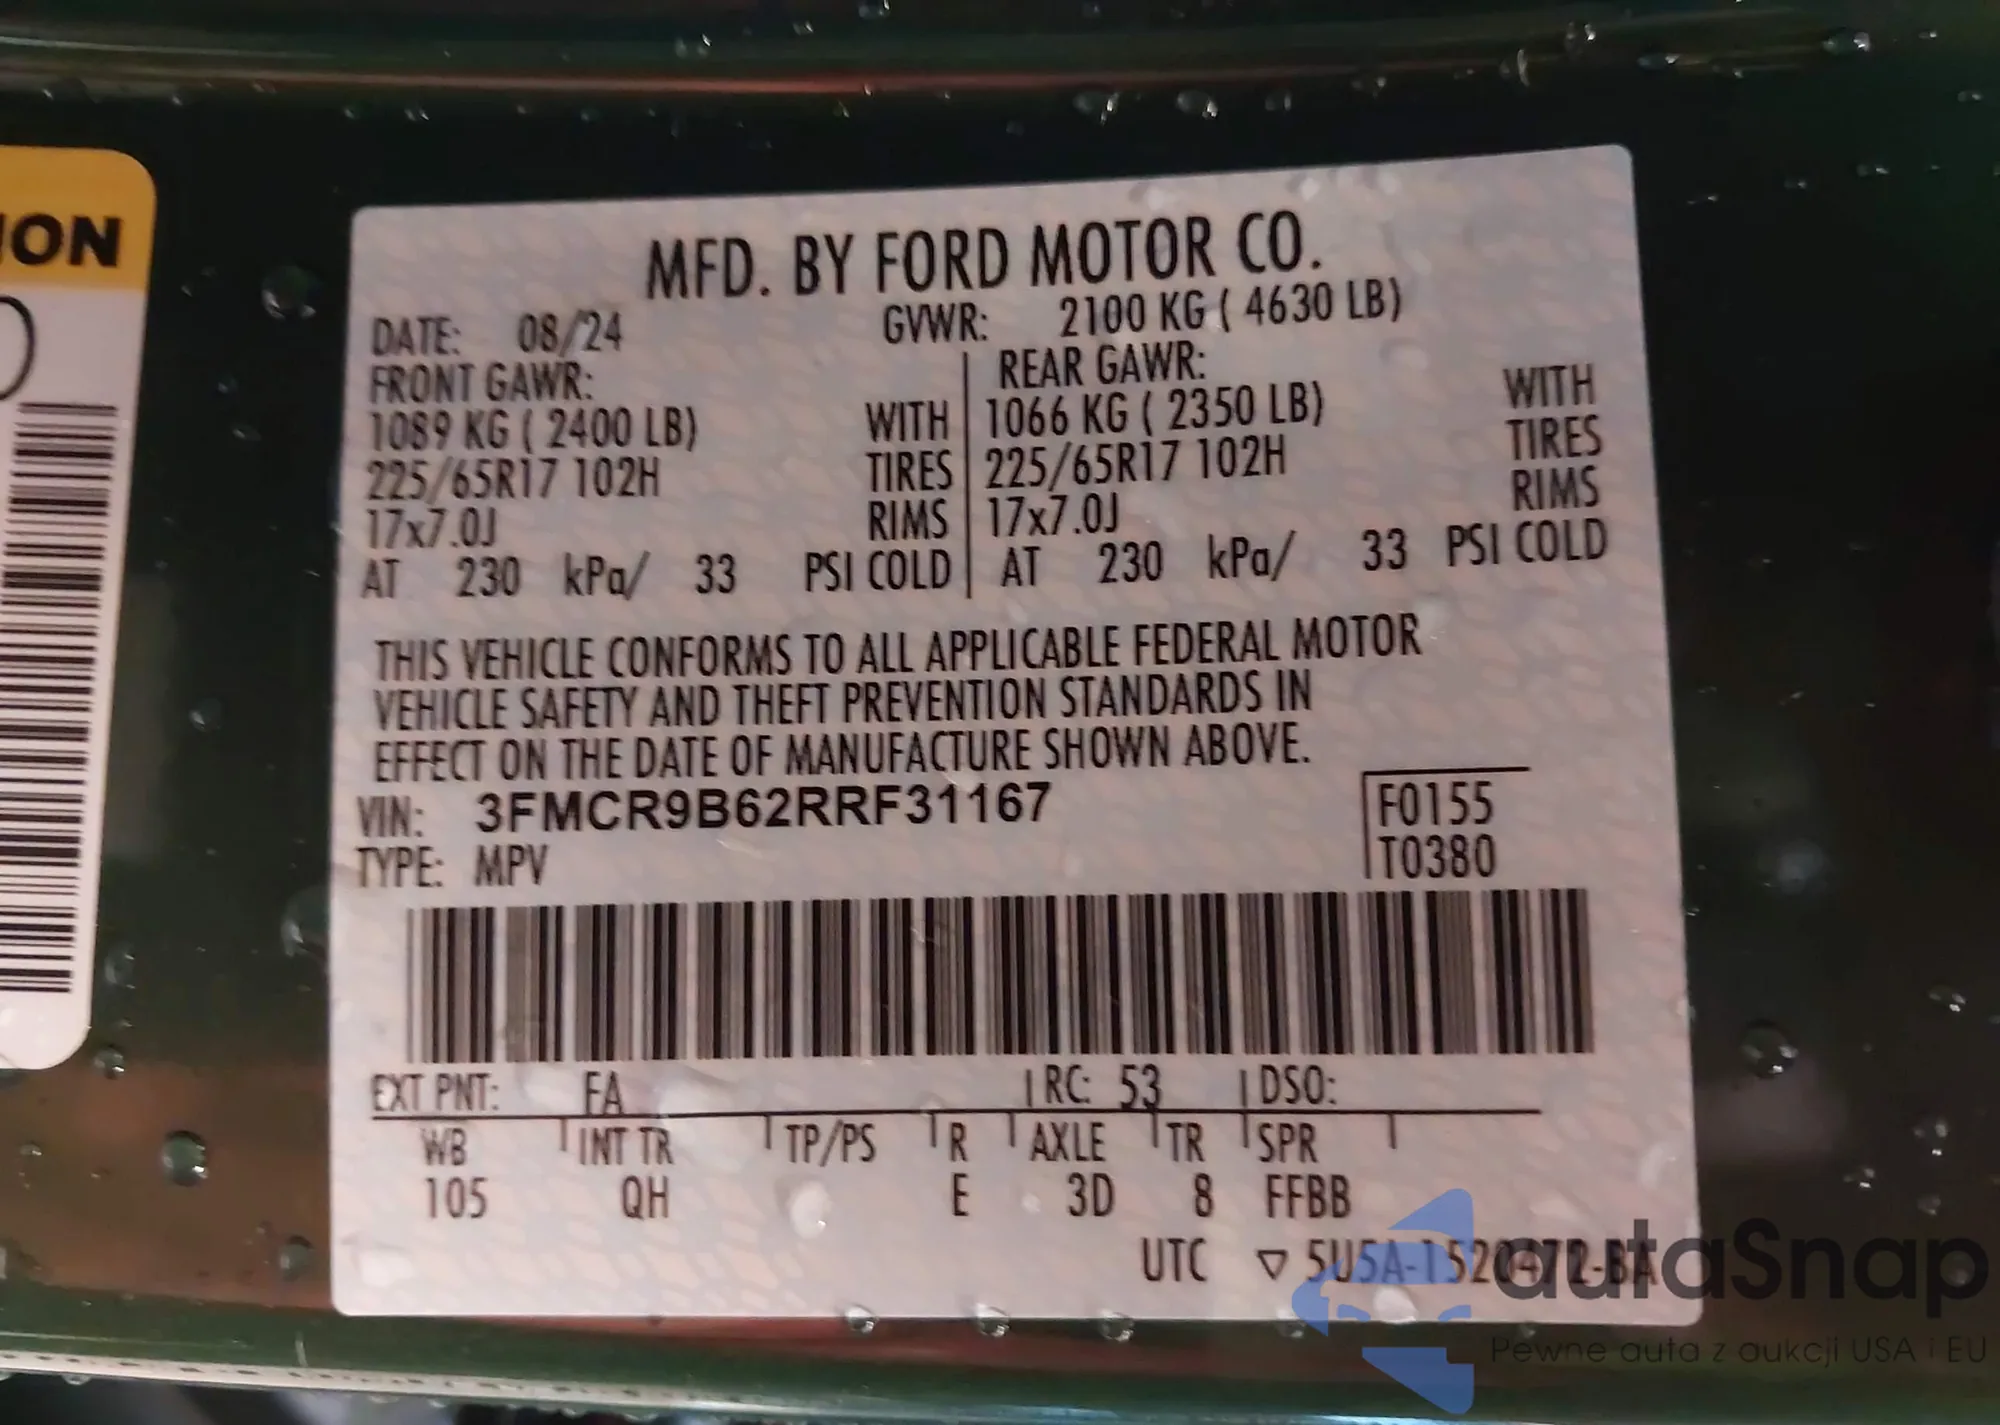 ION
MFD. BY FORD MOTOR CO.
DATE: 08/24 GVWR: 2100 KG ( 4630 LB)
FRONT GAWR: REAR GAWR:
1089 KG ( 2400 LB) WITH 1066 KG ( 2350 LB) WITH
225/65R17 102H TIRES 225/65R17 102H TIRES
17x7.0J RIMS 17x7.0J RIMS
AT 230 kPa/ 33 PSI COLD AT 230 kPa/ 33 PSI COLD
THIS VEHICLE CONFORMS TO ALL APPLICABLE FEDERAL MOTOR
VEHICLE SAFETY AND THEFT PREVENTION STANDARDS IN
EFFECT ON THE DATE OF MANUFACTURE SHOWN ABOVE.
VIN: 3FMCR9B62RRF31167 F0155
TYPE: MPV T0380
EXT PNT: FA RC: 53 DSO:
WB INT TR TP/PS R AXLE TR SPR
105 QH E 3D 8 FFBB
UTC ▽ 5U5A-1520472-BA
autaSnap
Pewne auta z aukcji USA i EU